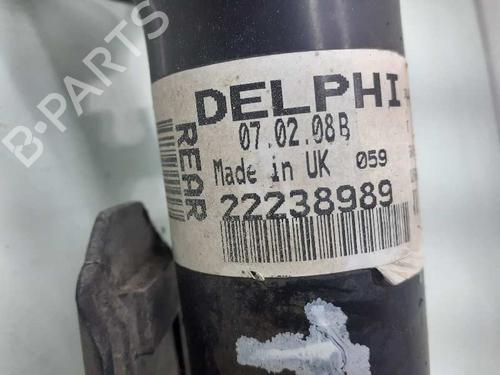 B-PARTS
DELPHI
REAR
07.02.08B
Made in UK 059
22238989